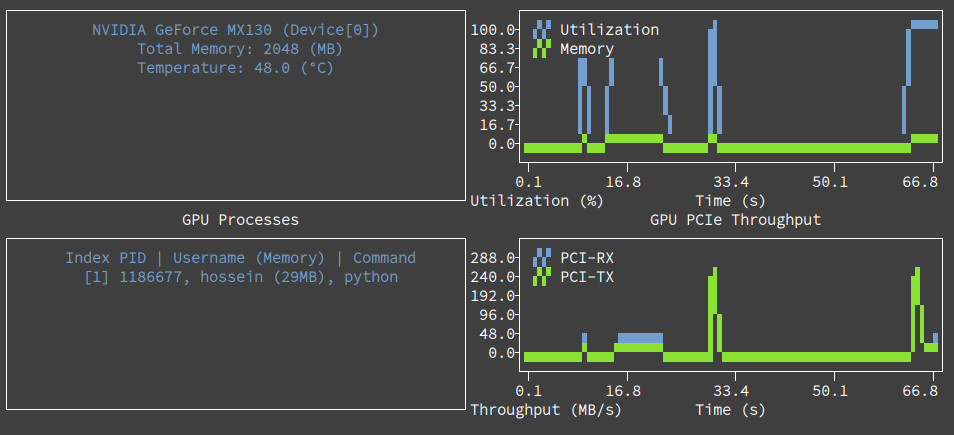 NVIDIA GeForce MX130 (Device[0])
Total Memory: 2048 (MB)
Temperature: 48.0 (°C)
Utilization
Memory
100.0
83.3
66.7
50.0
33.3
16.7
0.0
0.1 16.8 33.4 50.1 66.8
Utilization (%) Time (s)
GPU Processes
GPU PCIe Throughput
Index PID | Username (Memory) | Command
[1] 1186677, hossein (29MB), python
PCI-RX
PCI-TX
288.0
240.0
192.0
96.0
48.0
0.0
0.1 16.8 33.4 50.1 66.8
Throughput (MB/s) Time (s)